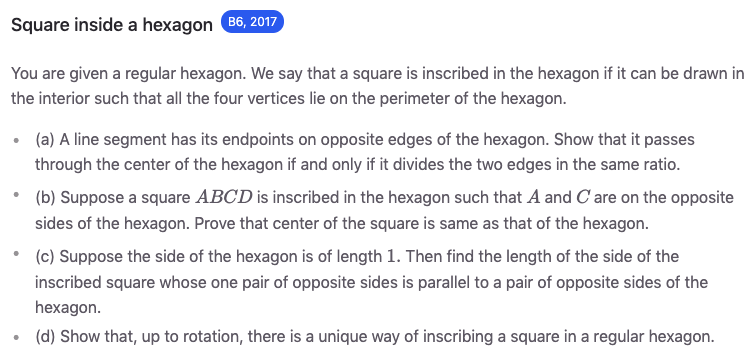 Square inside a hexagon B6, 2017
You are given a regular hexagon. We say that a square is inscribed in the hexagon if it can be drawn in
the interior such that all the four vertices lie on the perimeter of the hexagon.
• (a) A line segment has its endpoints on opposite edges of the hexagon. Show that it passes
through the center of the hexagon if and only if it divides the two edges in the same ratio.
• (b) Suppose a square ABCD is inscribed in the hexagon such that A and C are on the opposite
sides of the hexagon. Prove that center of the square is same as that of the hexagon.
• (c) Suppose the side of the hexagon is of length 1. Then find the length of the side of the
inscribed square whose one pair of opposite sides is parallel to a pair of opposite sides of the
hexagon.
• (d) Show that, up to rotation, there is a unique way of inscribing a square in a regular hexagon.